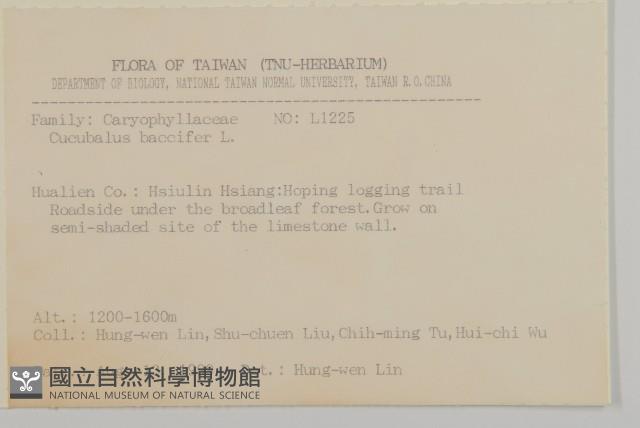 FLORA OF TAIWAN (TNU-HERBARIUM)
DEPARTMENT OF BIOLOGY, NATIONAL TAIWAN NORMAL UNIVERSITY, TAIWAN R.O.CHINA
Family: Caryophyllaceae NO: L1225
Cucubalus baccifer L.
Hualien Co.: Hsiulin Hsiang:Hoping logging trail
Roadside under the broadleaf forest.Grow on
semi-shaded site of the limestone wall.
Alt.: 1200-1600m
Coll.: Hung-wen Lin,Shu-chuen Liu,Chih-ming Tu,Hui-chi Wu
Det.: Hung-wen Lin
國立自然科學博物館
NATIONAL MUSEUM OF NATURAL SCIENCE